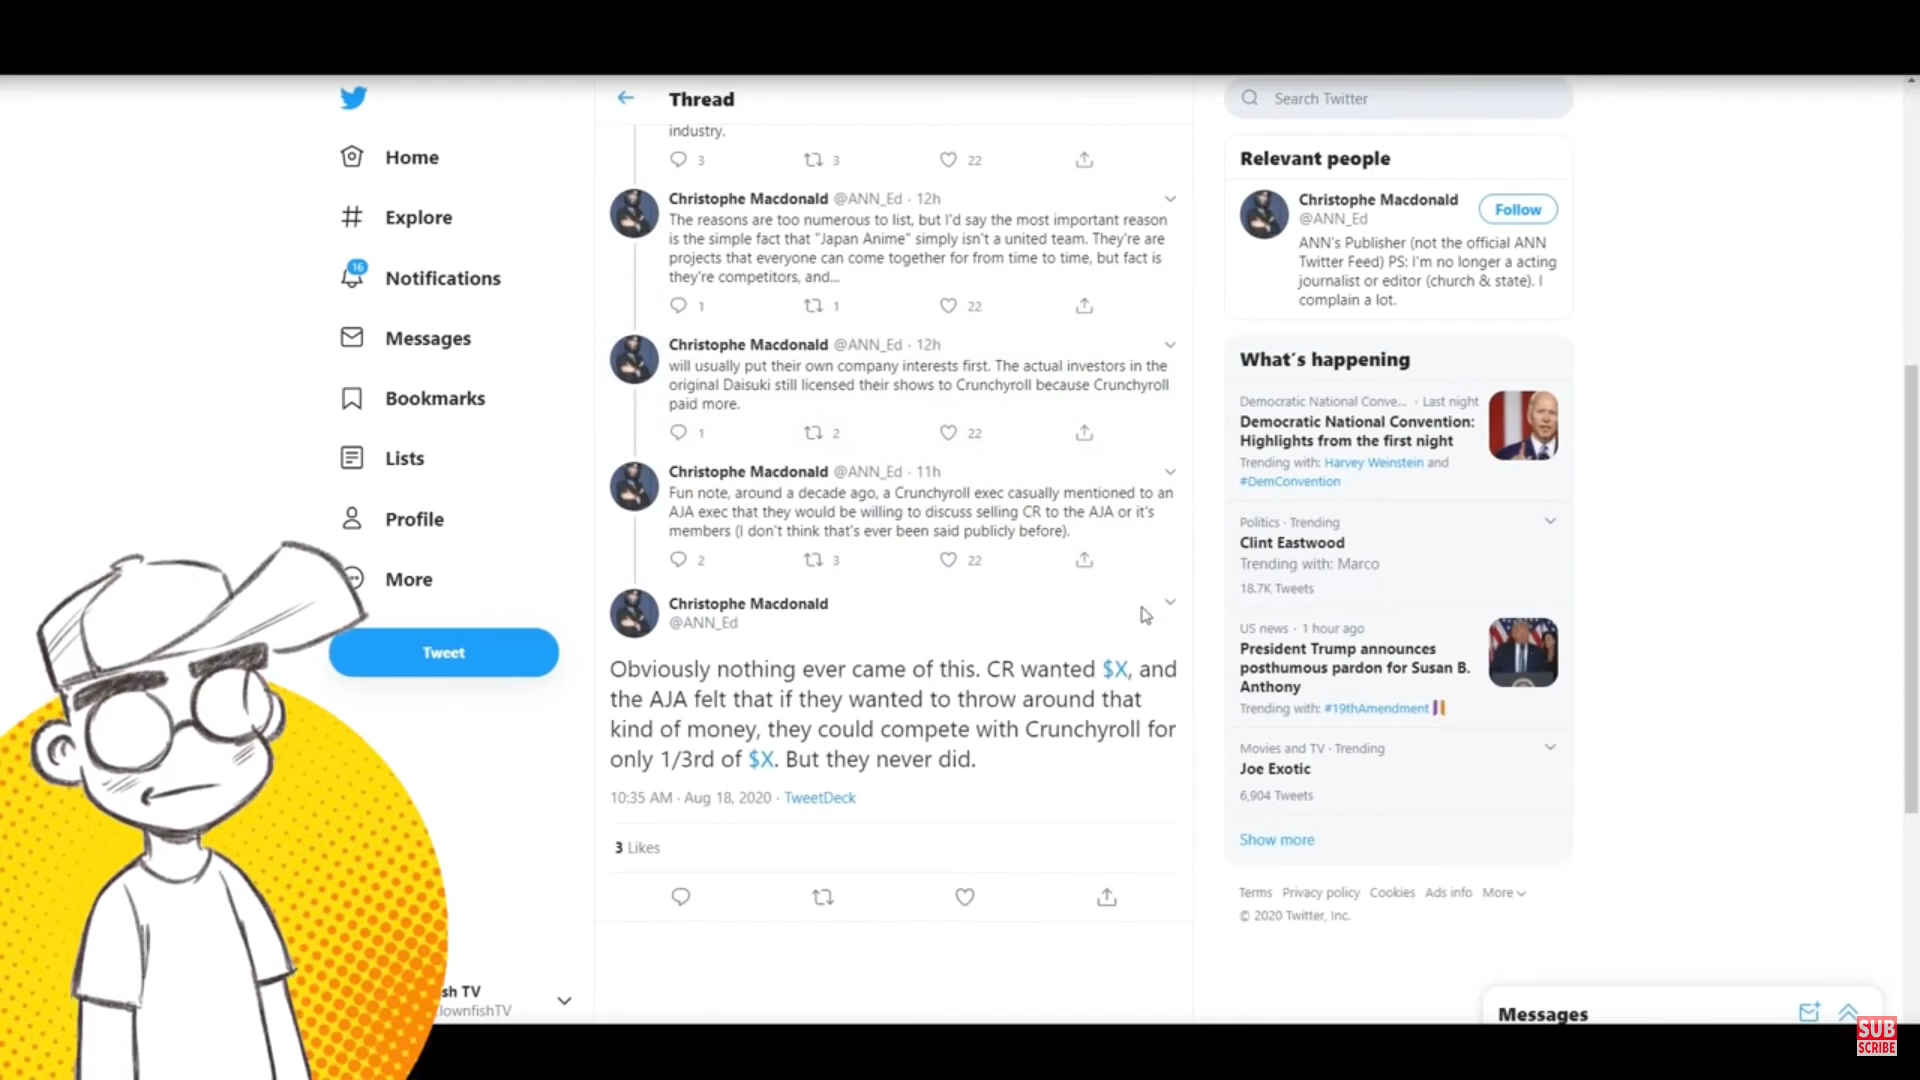 Home
Explore
16
Notifications
Messages
Bookmarks
Lists
Profile
More
Tweet
sh TV
lownfishTV
Thread
industry.
3 3 22
Christophe Macdonald @ANN_Ed · 12h
The reasons are too numerous to list, but I'd say the most important reason
is the simple fact that "Japan Anime" simply isn't a united team. They're are
projects that everyone can come together for from time to time, but fact is
they're competitors, and...
1 1 22
Christophe Macdonald @ANN_Ed · 12h
will usually put their own company interests first. The actual investors in the
original Daisuki still licensed their shows to Crunchyroll because Crunchyroll
paid more.
1 2 22
Christophe Macdonald @ANN_Ed · 11h
Fun note, around a decade ago, a Crunchyroll exec casually mentioned to an
AJA exec that they would be willing to discuss selling CR to the AJA or it's
members (I don't think that's ever been said publicly before).
2 3 22
Christophe Macdonald
@ANN_Ed
Obviously nothing ever came of this. CR wanted $X, and
the AJA felt that if they wanted to throw around that
kind of money, they could compete with Crunchyroll for
only 1/3rd of $X. But they never did.
10:35 AM · Aug 18, 2020 · TweetDeck
3 Likes
Search Twitter
Relevant people
Christophe Macdonald
@ANN_Ed
Follow
ANN's Publisher (not the official ANN
Twitter Feed) PS: I'm no longer a acting
journalist or editor (church & state). I
complain a lot.
What's happening
Democratic National Conve... · Last night
Democratic National Convention:
Highlights from the first night
Trending with: Harvey Weinstein and
#DemConvention
Politics · Trending
Clint Eastwood
Trending with: Marco
18.7K Tweets
US news · 1 hour ago
President Trump announces
posthumous pardon for Susan B.
Anthony
Trending with: #19thAmendment
Movies and TV · Trending
Joe Exotic
6,904 Tweets
Show more
Terms Privacy policy Cookies Ads info More
© 2020 Twitter, Inc.
Messages
SUB
SCRIBE